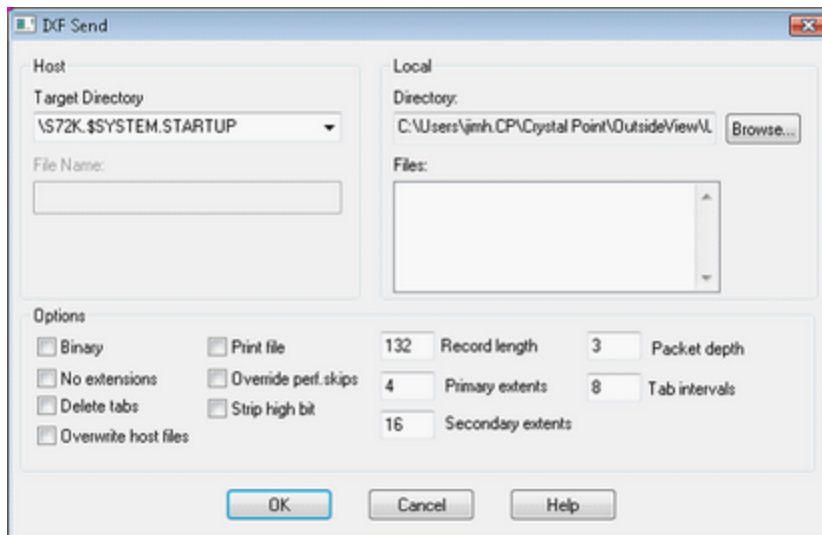 IXF Send
Host
Target Directory
\S72K.$SYSTEM.STARTUP
File Name:
Local
Directory:
C:\Users\jimh.CP\Crystal Point\OutsideView\L
Browse...
Files:
Options
Binary
No extensions
Delete tabs
Overwrite host files
Print file
Override perf.skips
Strip high bit
132 Record length
4 Primary extents
16 Secondary extents
3 Packet depth
8 Tab intervals
OK
Cancel
Help